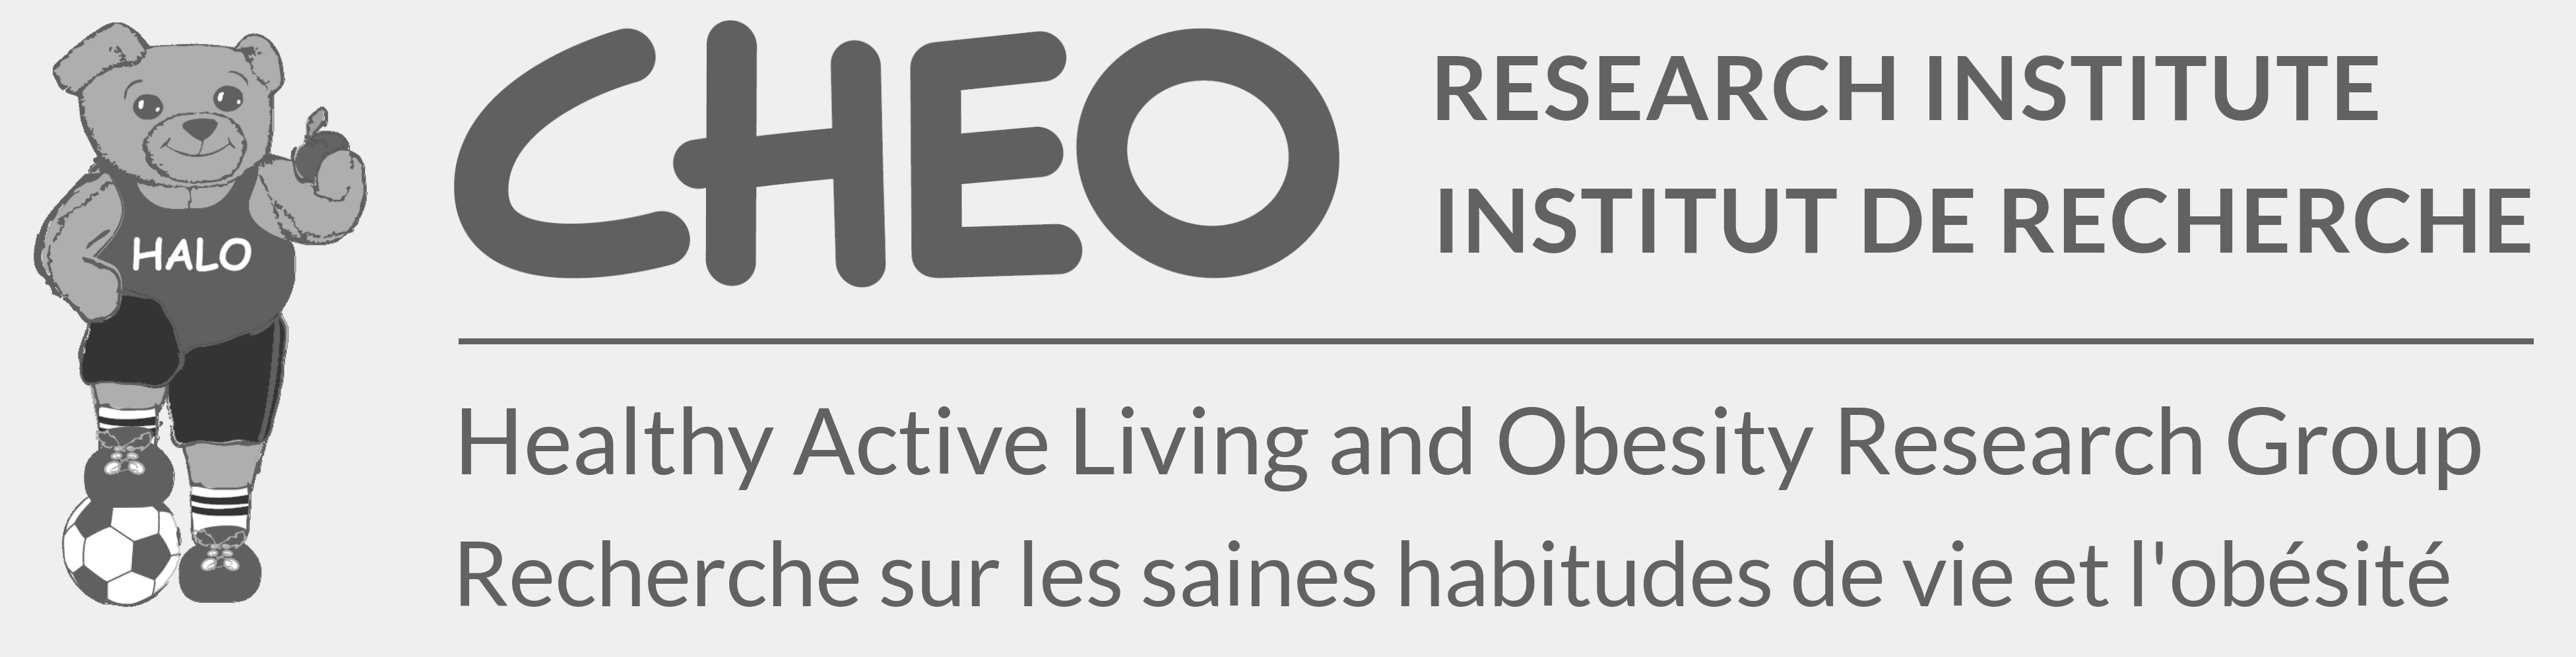 HALO
CHEO
RESEARCH INSTITUTE
INSTITUT DE RECHERCHE
Healthy Active Living and Obesity Research Group
Recherche sur les saines habitudes de vie et l'obésité